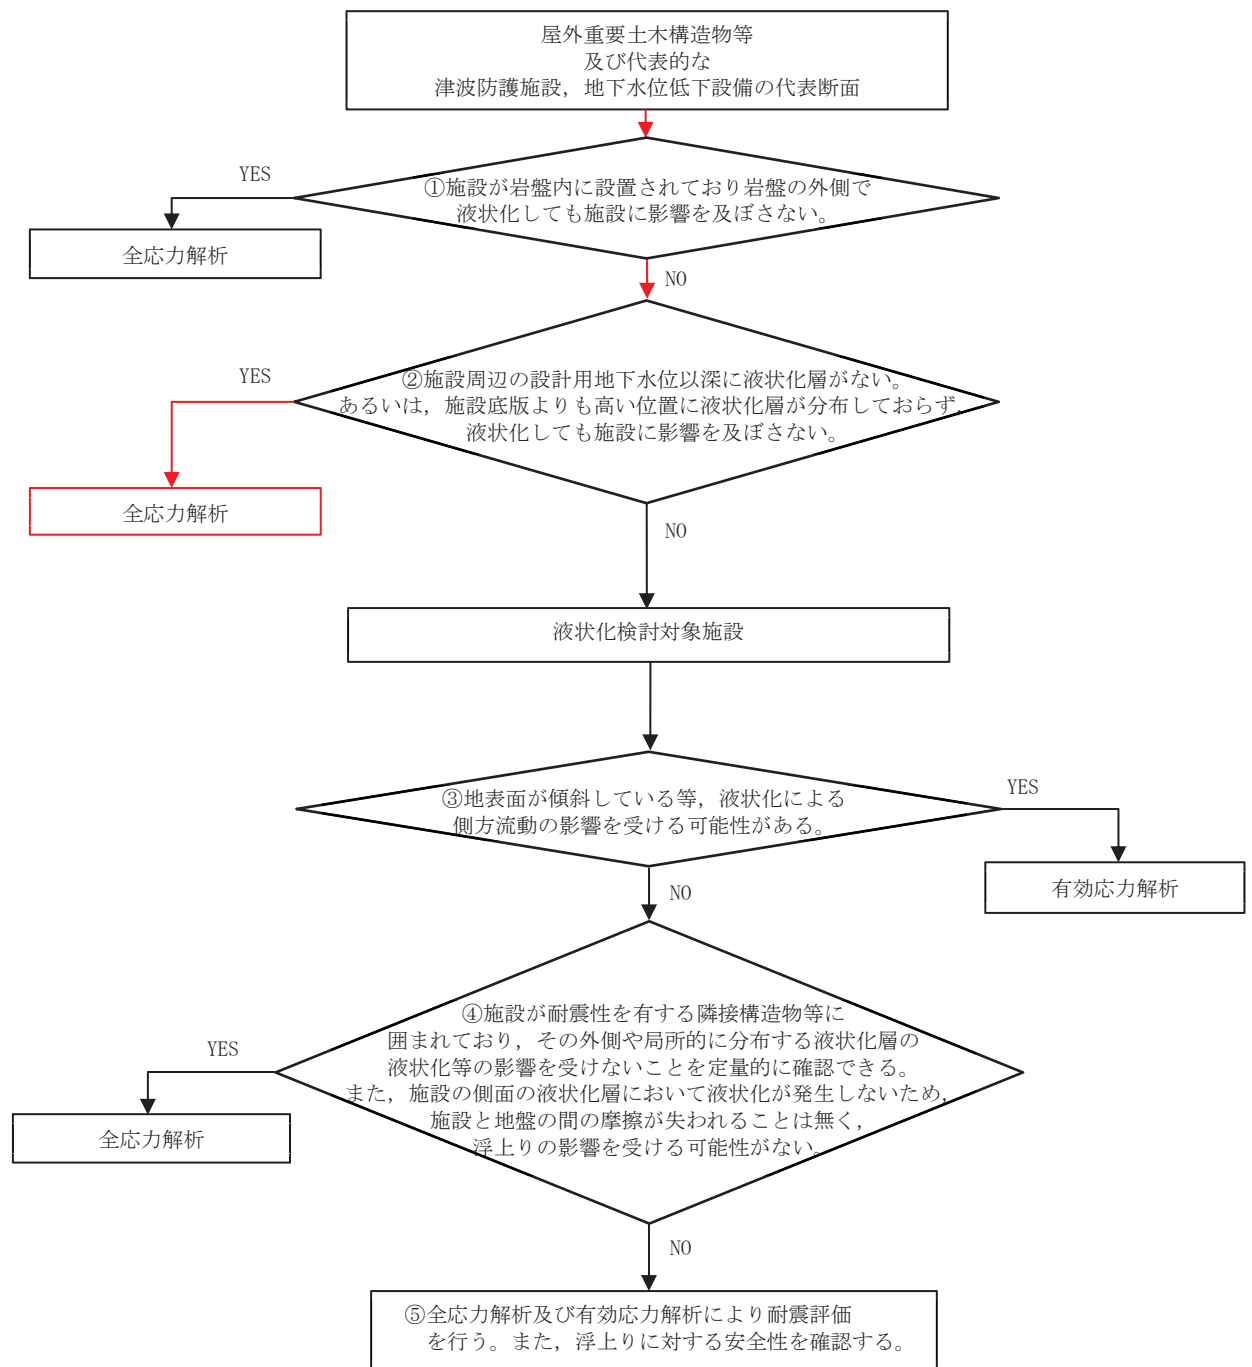 屋外重要土木構造物等
及び代表的な
津波防護施設，地下水位低下設備の代表断面
YES
①施設が岩盤内に設置されており岩盤の外側で
液状化しても施設に影響を及ぼさない。
全応力解析
NO
YES
②施設周辺の設計用地下水位以深に液状化層がない。
あるいは，施設底版よりも高い位置に液状化層が分布しておらず，
液状化しても施設に影響を及ぼさない。
全応力解析
NO
液状化検討対象施設
③地表面が傾斜している等，液状化による
側方流動の影響を受ける可能性がある。
YES
有効応力解析
NO
④施設が耐震性を有する隣接構造物等に
囲まれており，その外側や局所的に分布する液状化層の
液状化等の影響を受けないことを定量的に確認できる。
また，施設の側面の液状化層において液状化が発生しないため，
施設と地盤の間の摩擦が失われることは無く，
浮上りの影響を受ける可能性がない。
YES
全応力解析
NO
⑤全応力解析及び有効応力解析により耐震評価
を行う。また，浮上りに対する安全性を確認する。